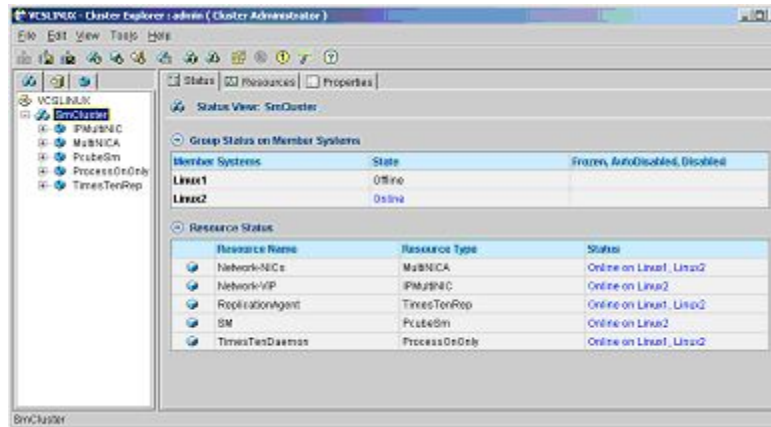 VCSLINUX - Cluster Explorer : admin ( Cluster Administrator )
File Edit View Tools Help
Status Resources Properties
VCSLINUX
SmCluster
IPMultiNIC
MultiNICA
PcubeSm
ProcessOnOnly
TimesTenRep
Status View: SmCluster
Group Status on Member Systems
Member Systems State Frozen, AutoDisabled, Disabled
Linux1 Offline
Linux2 Online
Resource Status
Resource Name Resource Type Status
Network-NICs MultiNICA Online on Linux1, Linux2
Network-VIP IPMultiNIC Online on Linux2
ReplicationAgent TimesTenRep Online on Linux1, Linux2
SM PcubeSm Online on Linux2
TimesTenDaemon ProcessOnOnly Online on Linux1, Linux2
SmCluster